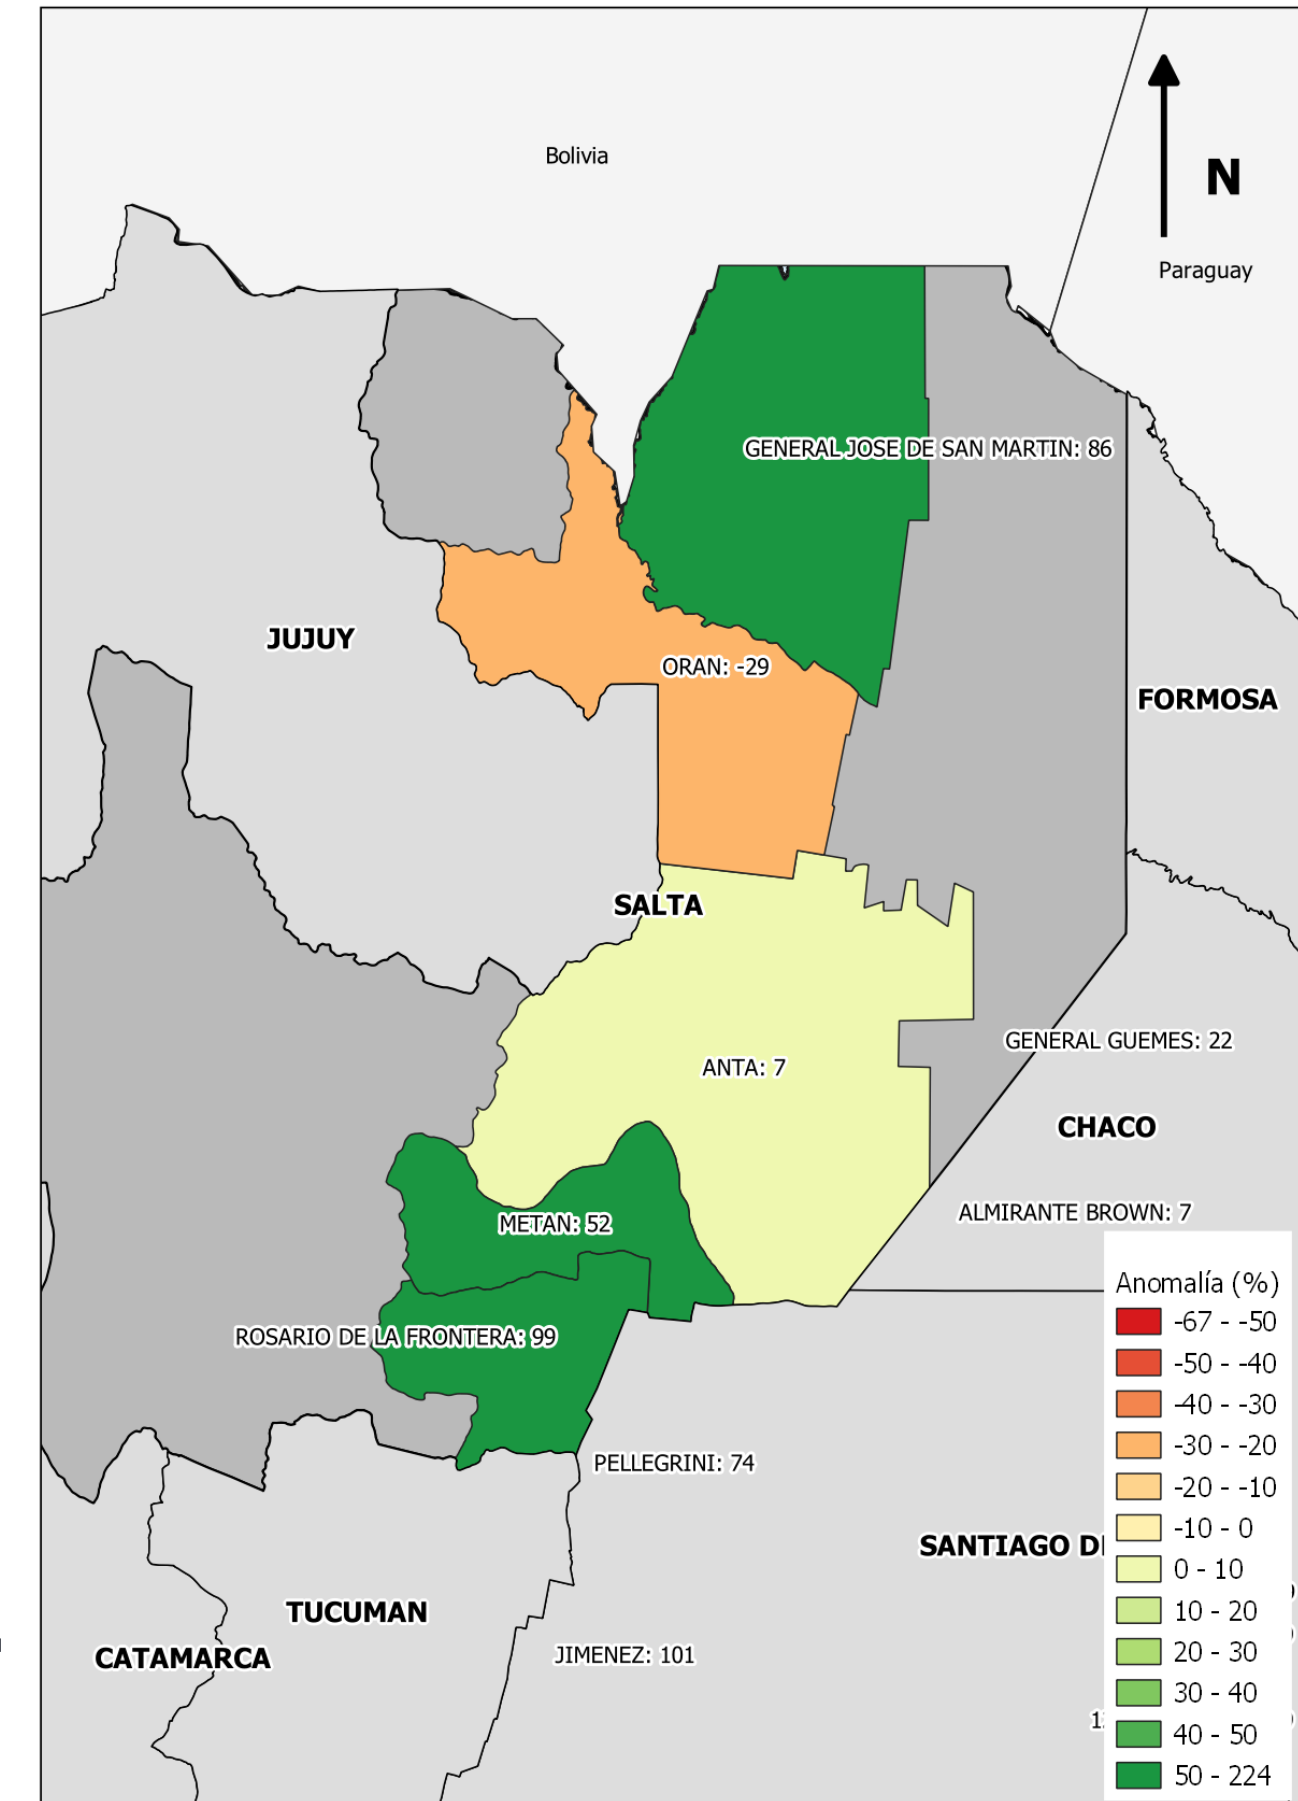 Bolivia
N
Paraguay
GENERAL JOSE DE SAN MARTIN: 86
JUJUY
ORAN: -29
FORMOSA
SALTA
GENERAL GUEMES: 22
ANTA: 7
CHACO
ALMIRANTE BROWN: 7
METAN: 52
ROSARIO DE LA FRONTERA: 99
PELLEGRINI: 74
SANTIAGO D
TUCUMAN
CATAMARCA
JIMENEZ: 101
Anomalía (%)
-67 - -50
-50 - -40
-40 - -30
-30 - -20
-20 - -10
-10 - 0
0 - 10
10 - 20
20 - 30
30 - 40
40 - 50
50 - 224